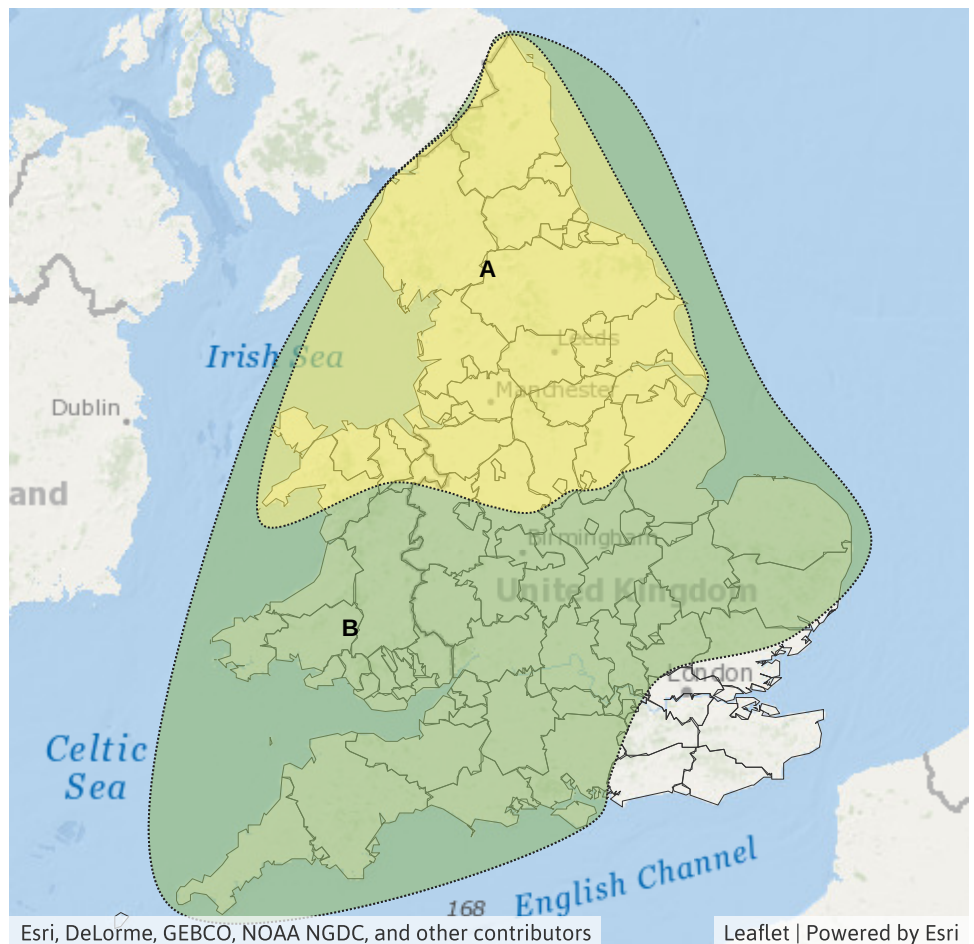 A
Leeds
Irish Sea
Manchester
Dublin
and
Birmingham
United Kingdom
B
London
Celtic
Sea
English Channel
168
Esri, DeLorme, GEBCO, NOAA NGDC, and other contributors
Leaflet | Powered by Esri